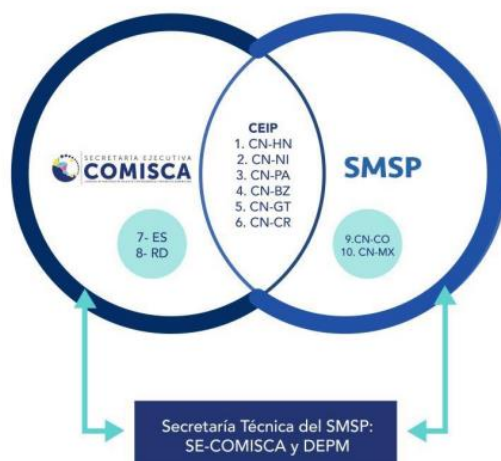 CEIP
1. CN-HN
2. CN-NI
3. CN-PA
4. CN-BZ
5. CN-GT
6. CN-CR
SECRETARÍA EJECUTIVA
COMISCA
SMSP
7- ES
8- RD
9.CN-CO
10. CN-MX
Secretaría Técnica del SMSP:
SE-COMISCA y DEPM